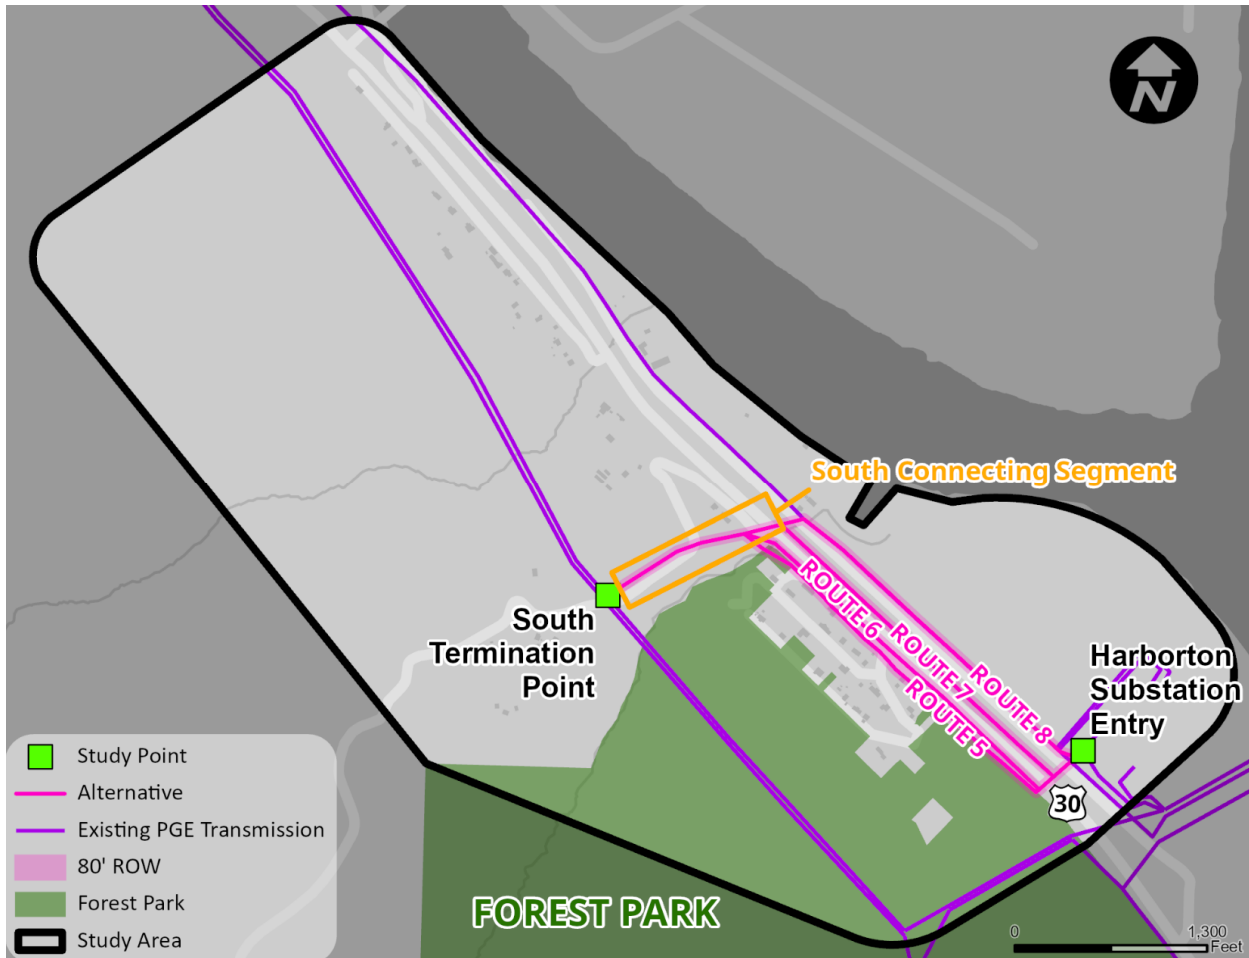 N
South Connecting Segment
ROUTE 6
ROUTE 7
ROUTE 8
ROUTE 5
South
Termination
Point
Harborton
Substation
Entry
30
FOREST PARK
Study Point
Alternative
Existing PGE Transmission
80' ROW
Forest Park
Study Area
0 1,300
Feet